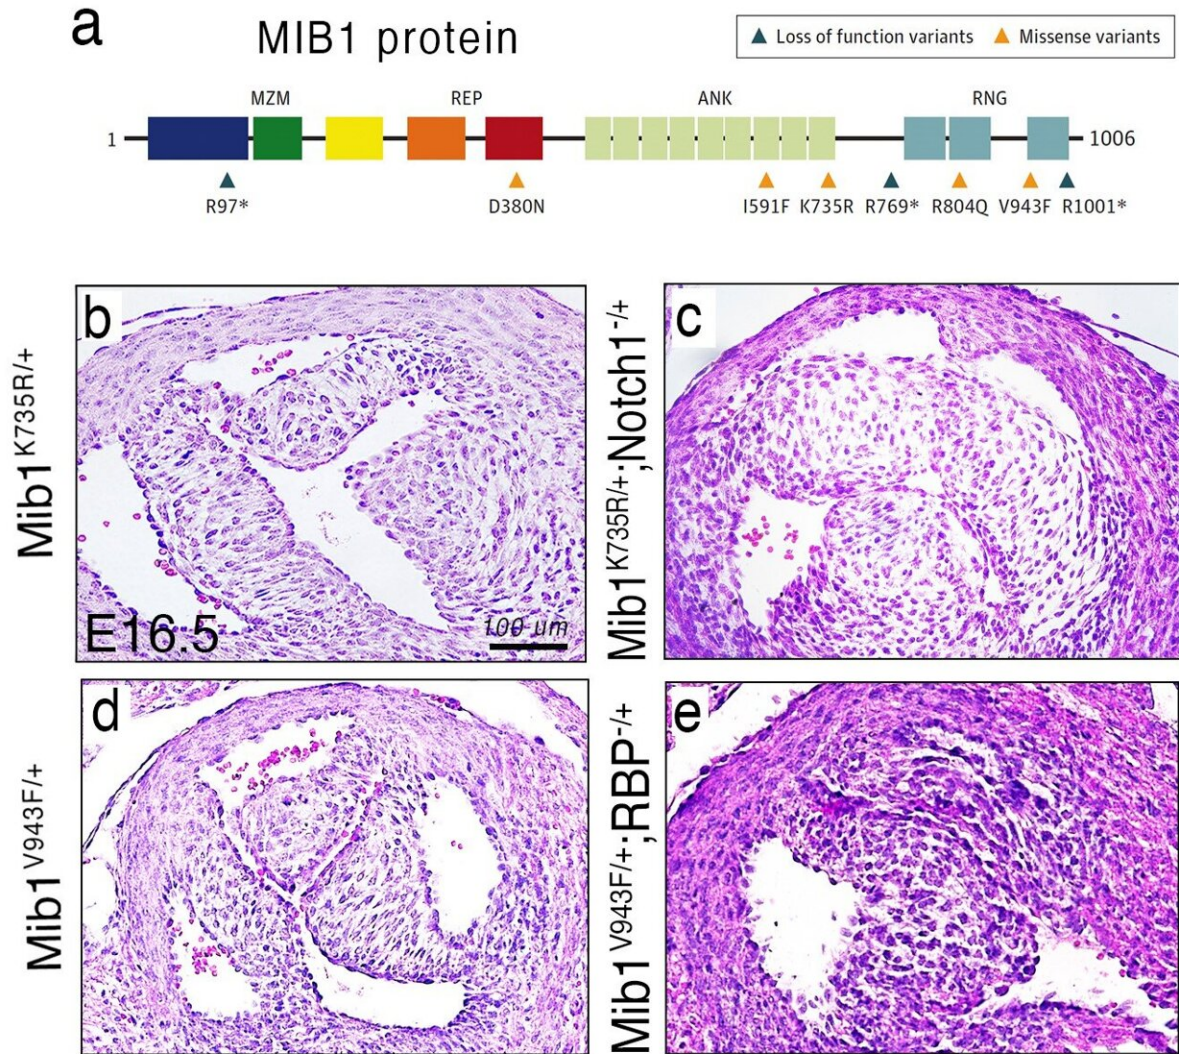 a
MIB1 protein
Loss of function variants
Missense variants
MZM
REP
ANK
RNG
1
1006
R97*
D380N
I591F
K735R
R769*
R804Q
V943F
R1001*
b
Mib1K735R/+
E16.5
100 um
c
Mib1K735R/+;Notch1-/+
d
Mib1V943F/+
e
Mib1V943F/+;RBP-/+